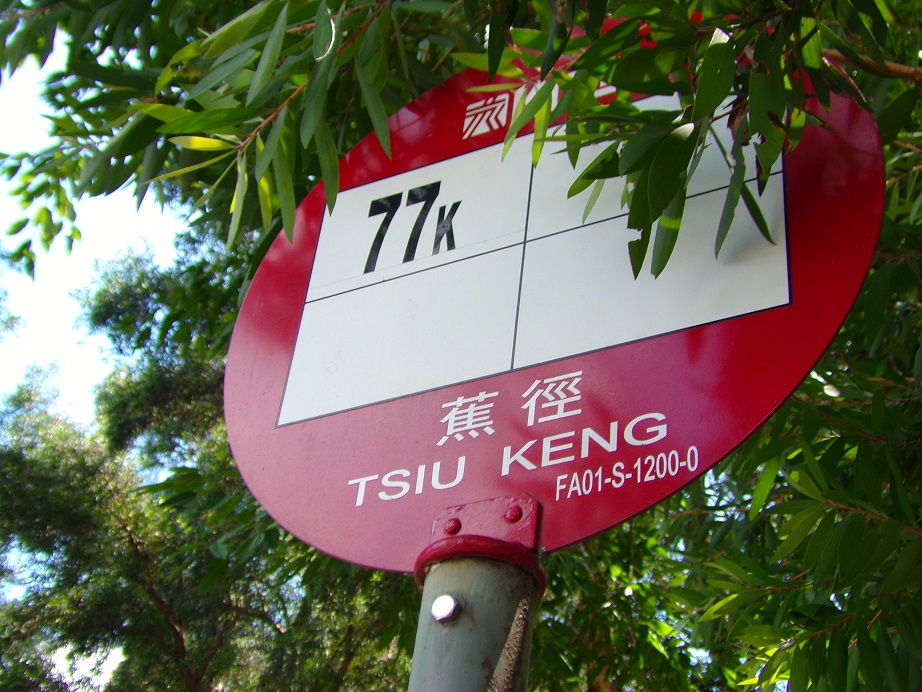 77K
蕉徑
TSIU KENG
FA01-S-1200-0